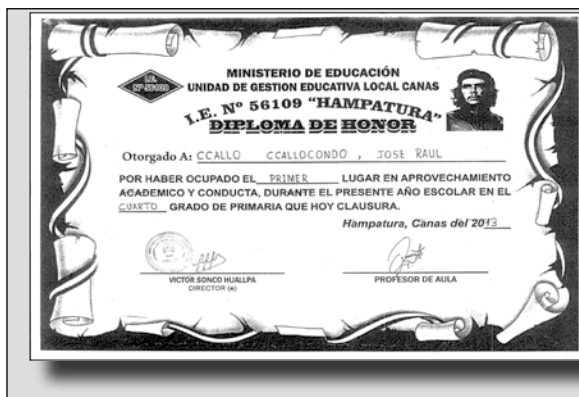 I.E.
Nº 56109
MINISTERIO DE EDUCACIÓN
UNIDAD DE GESTION EDUCATIVA LOCAL CANAS
I.E. Nº 56109 "HAMPATURA"
DIPLOMA DE HONOR
Otorgado A: CCALLO CCALLOCONDO, JOSE RAUL
POR HABER OCUPADO EL PRIMER LUGAR EN APROVECHAMIENTO
ACADEMICO Y CONDUCTA, DURANTE EL PRESENTE AÑO ESCOLAR EN EL
CUARTO GRADO DE PRIMARIA QUE HOY CLAUSURA.
Hampatura, Canas del 2013
VICTOR SONCO HUALLPA
DIRECTOR (e)
PROFESOR DE AULA